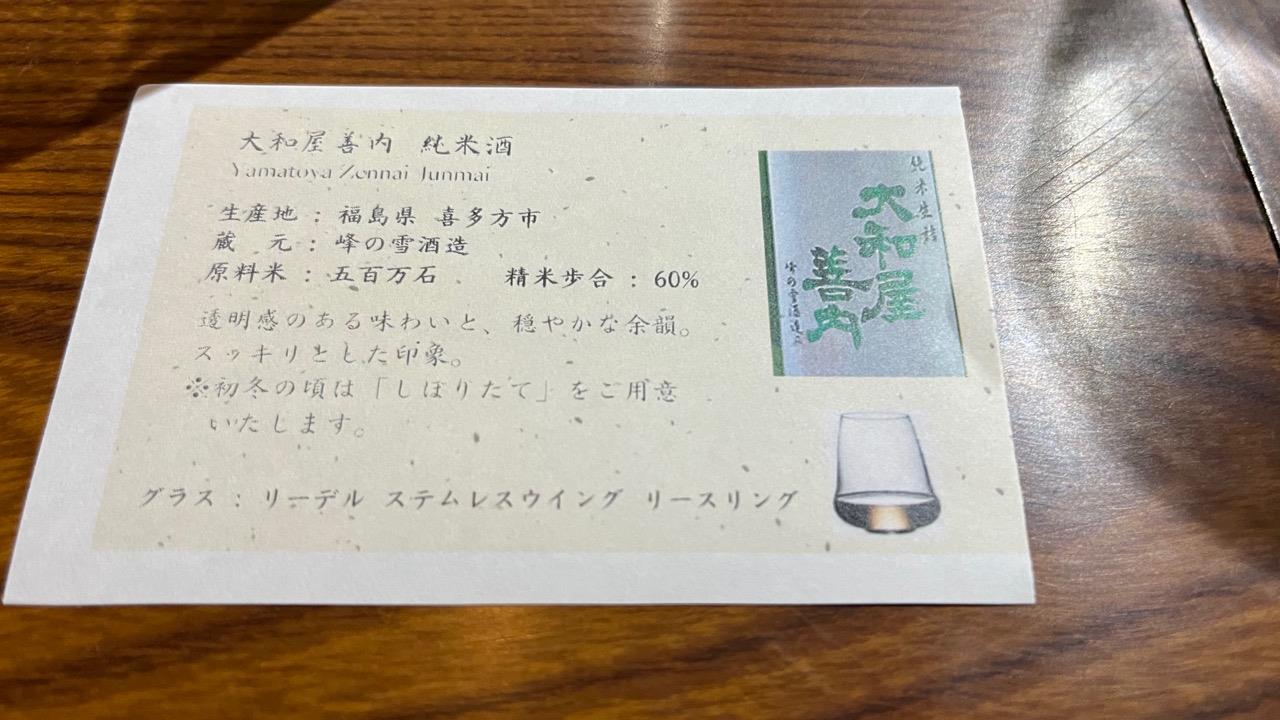 大和屋善内 純米酒
Yamatoya Zennai Junmai
生産地 : 福島県 喜多方市
蔵 元 : 峰の雪酒造
原料米 : 五百万石 精米歩合 : 60%
透明感のある味わいと、穏やかな余韻。
スッキリとした印象。
※初冬の頃は「しぼりたて」をご用意
いたします。
グラス : リーデル ステムレスウイング リースリング
純米生詰
大和屋
善内
峰の雪酒造